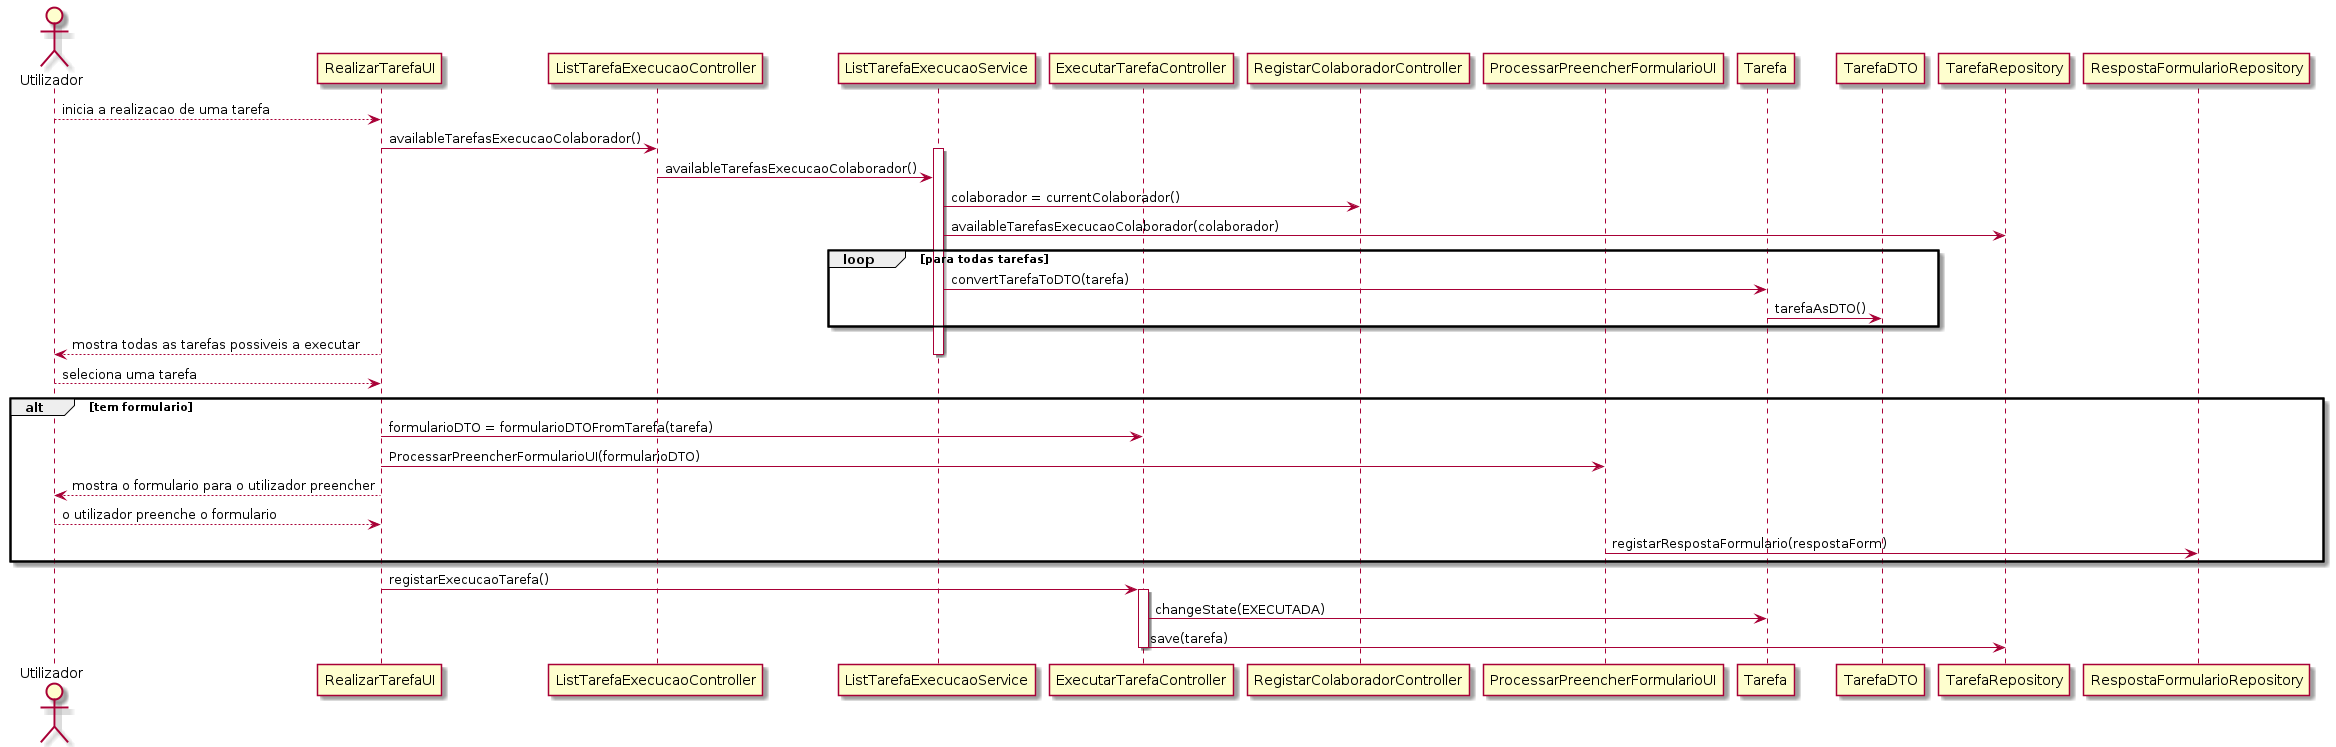 Utilizador
RealizarTarefaUI
ListTarefaExecucaoController
ListTarefaExecucaoService
ExecutarTarefaController
RegistarColaboradorController
ProcessarPreencherFormularioUI
Tarefa
TarefaDTO
TarefaRepository
RespostaFormularioRepository
inicia a realizacao de uma tarefa
availableTarefasExecucaoColaborador()
availableTarefasExecucaoColaborador()
colaborador = currentColaborador()
availableTarefasExecucaoColaborador(colaborador)
loop [para todas tarefas]
convertTarefaToDTO(tarefa)
tarefaAsDTO()
mostra todas as tarefas possiveis a executar
seleciona uma tarefa
alt [tem formulario]
formularioDTO = formularioDTOFromTarefa(tarefa)
ProcessarPreencherFormularioUI(formularioDTO)
mostra o formulario para o utilizador preencher
o utilizador preenche o formulario
registarRespostaFormulario(respostaForm)
registarExecucaoTarefa()
changeState(EXECUTADA)
save(tarefa)
Utilizador
RealizarTarefaUI
ListTarefaExecucaoController
ListTarefaExecucaoService
ExecutarTarefaController
RegistarColaboradorController
ProcessarPreencherFormularioUI
Tarefa
TarefaDTO
TarefaRepository
RespostaFormularioRepository